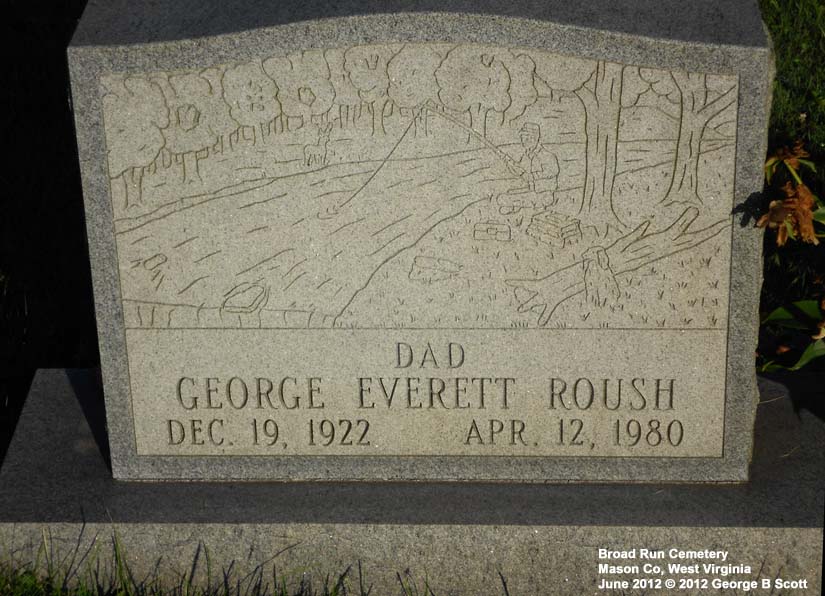 DAD
GEORGE EVERETT ROUSH
DEC. 19, 1922 APR. 12, 1980
Broad Run Cemetery
Mason Co, West Virginia
June 2012 © 2012 George B Scott